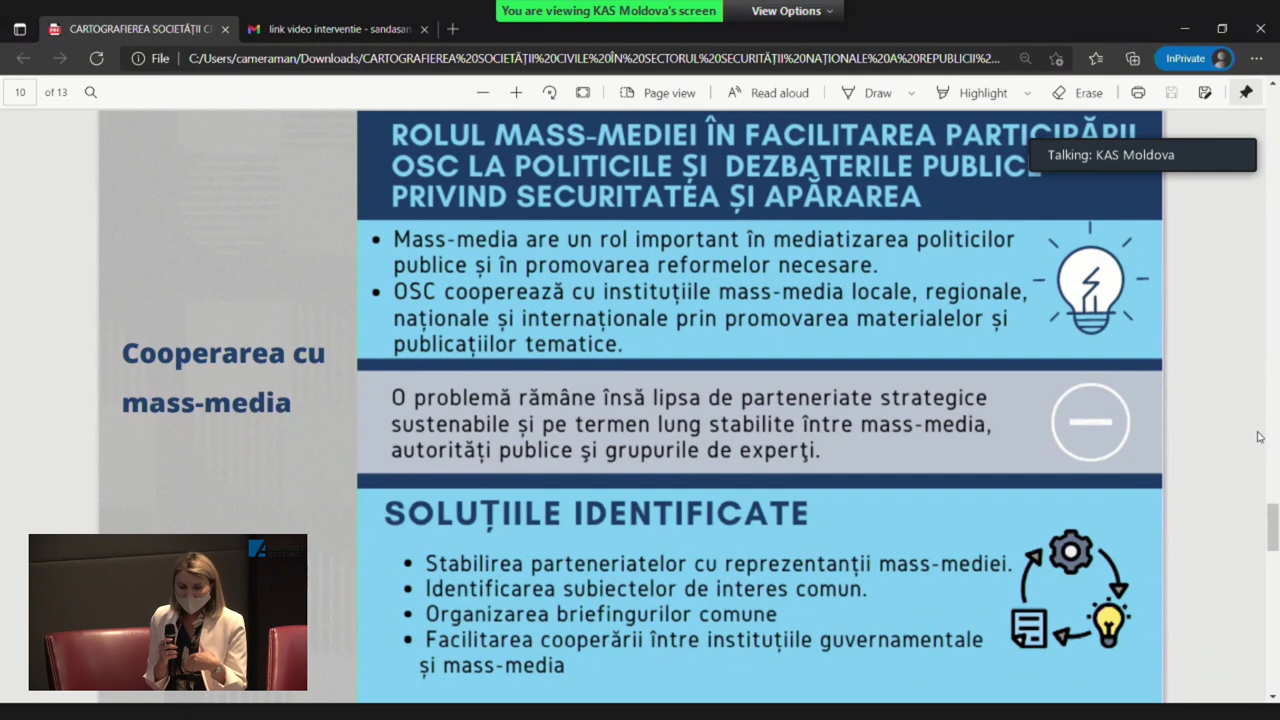 You are viewing KAS Moldova's screen
View Options
CARTOGRAFIEREA SOCIETĂȚII CI
link video interventie - sandasan
File
C:/Users/cameraman/Downloads/CARTOGRAFIEREA%20SOCIETĂȚII%20CIVILE%20ÎN%20SECTORUL%20SECURITĂȚII%20NAȚIONALE%20A%20REPUBLICII%2...
InPrivate
10 of 13
Page view
Read aloud
Draw
Highlight
Erase
Talking: KAS Moldova
ROLUL MASS-MEDIEI ÎN FACILITAREA PARTICIPĂRII
OSC LA POLITICILE ȘI DEZBATERILE PUBLICE
PRIVIND SECURITATEA ȘI APĂRAREA
• Mass-media are un rol important în mediatizarea politicilor
publice și în promovarea reformelor necesare.
• OSC cooperează cu instituțiile mass-media locale, regionale,
naționale și internaționale prin promovarea materialelor și
publicațiilor tematice.
Cooperarea cu
mass-media
O problemă rămâne însă lipsa de parteneriate strategice
sustenabile și pe termen lung stabilite între mass-media,
autorități publice şi grupurile de experţi.
SOLUȚIILE IDENTIFICATE
• Stabilirea parteneriatelor cu reprezentanții mass-mediei.
• Identificarea subiectelor de interes comun.
• Organizarea briefingurilor comune
• Facilitarea cooperării între instituțiile guvernamentale
și mass-media